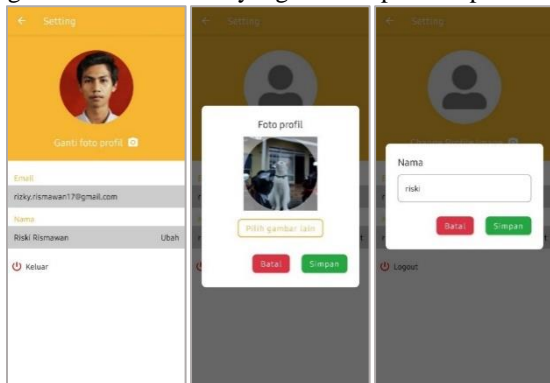 ← Setting
Ganti foto profil
Email
rizky.rismawan17@gmail.com
Nama
Riski Rismawan Ubah
Keluar
← Setting
Foto profil
Pilih gambar lain
Batal Simpan
← Setting
Nama
riski
Batal Simpan
Logout